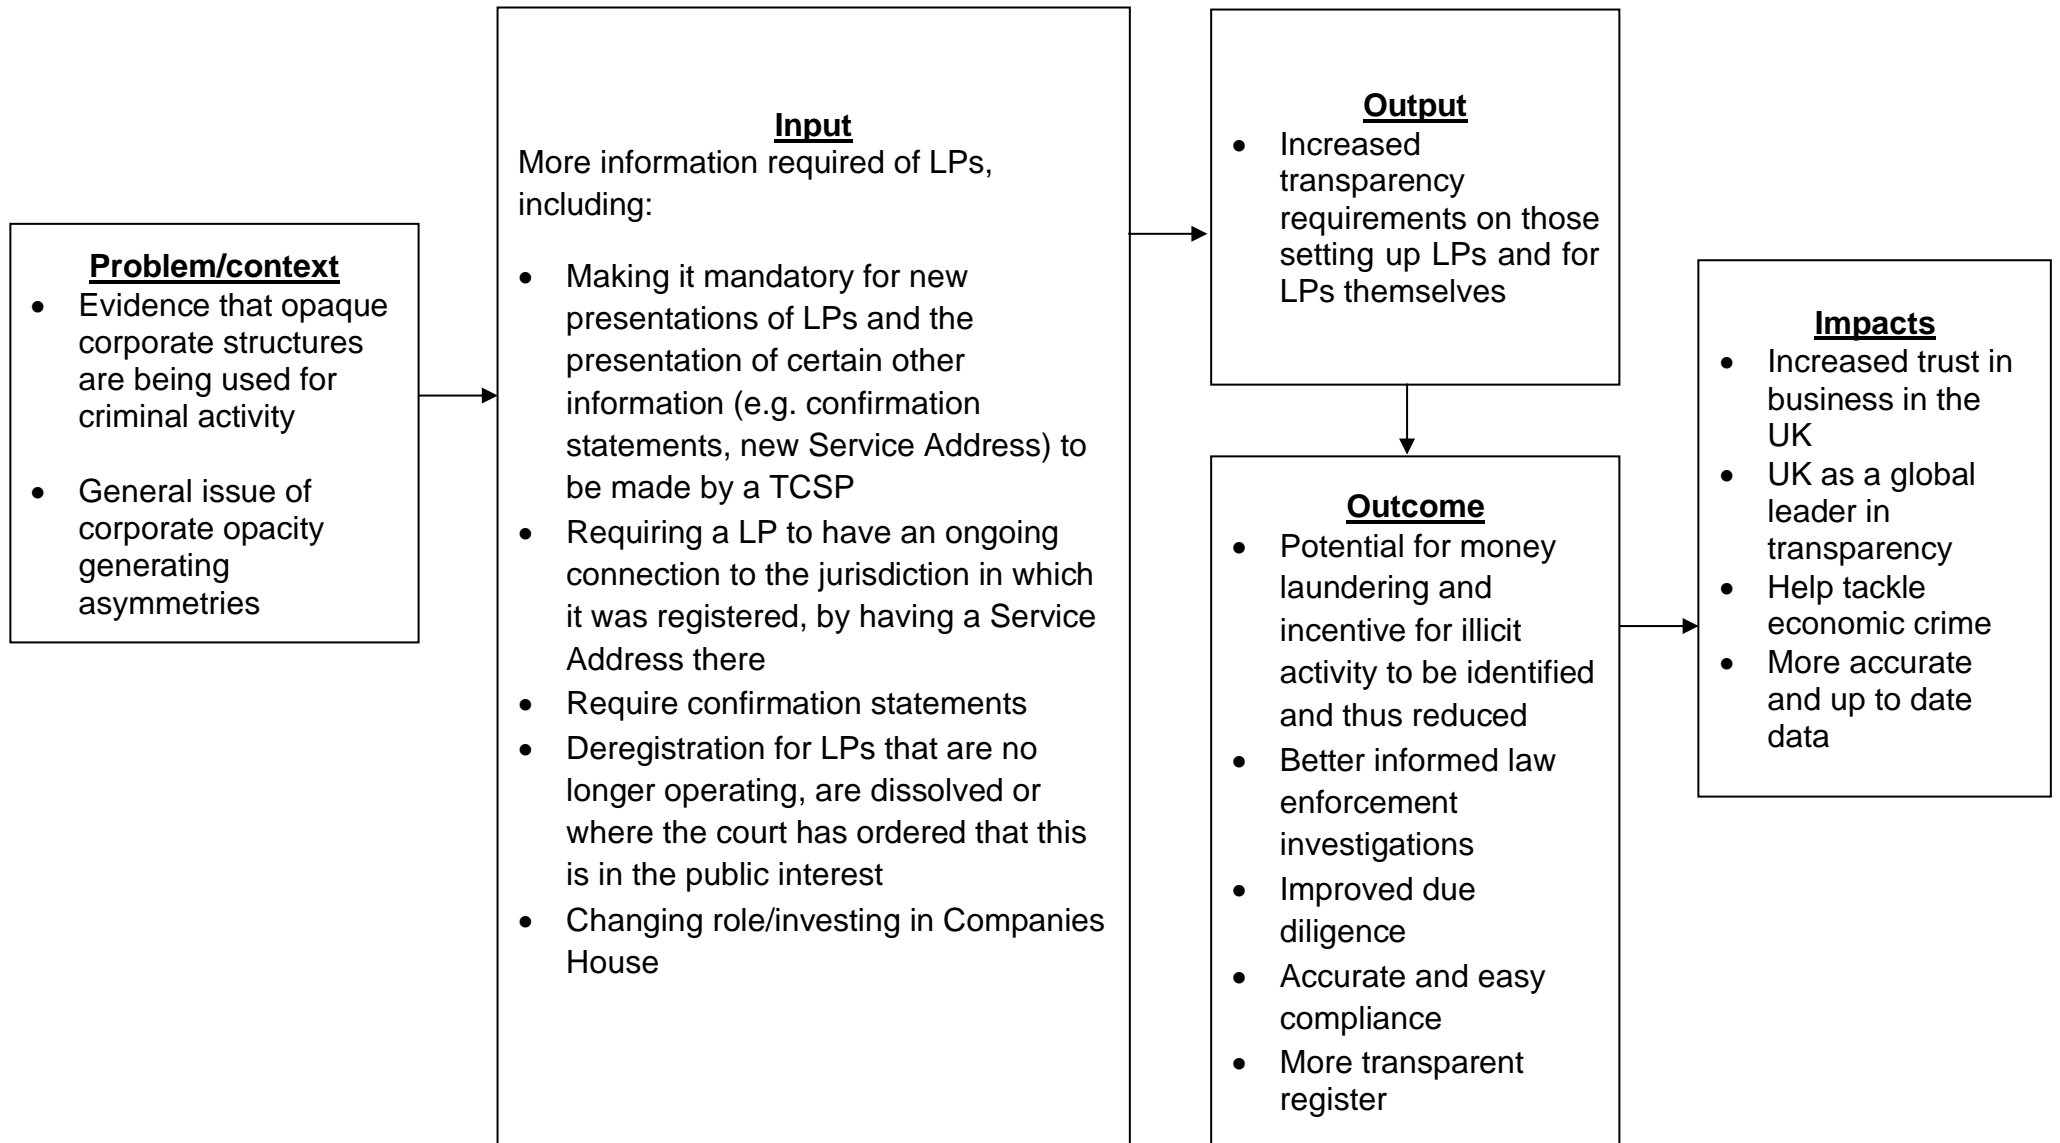 Problem/context
• Evidence that opaque
corporate structures
are being used for
criminal activity
• General issue of
corporate opacity
generating
asymmetries
Input
More information required of LPs,
including:
• Making it mandatory for new
presentations of LPs and the
presentation of certain other
information (e.g. confirmation
statements, new Service Address) to
be made by a TCSP
• Requiring a LP to have an ongoing
connection to the jurisdiction in which
it was registered, by having a Service
Address there
• Require confirmation statements
• Deregistration for LPs that are no
longer operating, are dissolved or
where the court has ordered that this
is in the public interest
• Changing role/investing in Companies
House
Output
• Increased
transparency
requirements on those
setting up LPs and for
LPs themselves
Outcome
• Potential for money
laundering and
incentive for illicit
activity to be identified
and thus reduced
• Better informed law
enforcement
investigations
• Improved due
diligence
• Accurate and easy
compliance
• More transparent
register
Impacts
• Increased trust in
business in the
UK
• UK as a global
leader in
transparency
• Help tackle
economic crime
• More accurate
and up to date
data